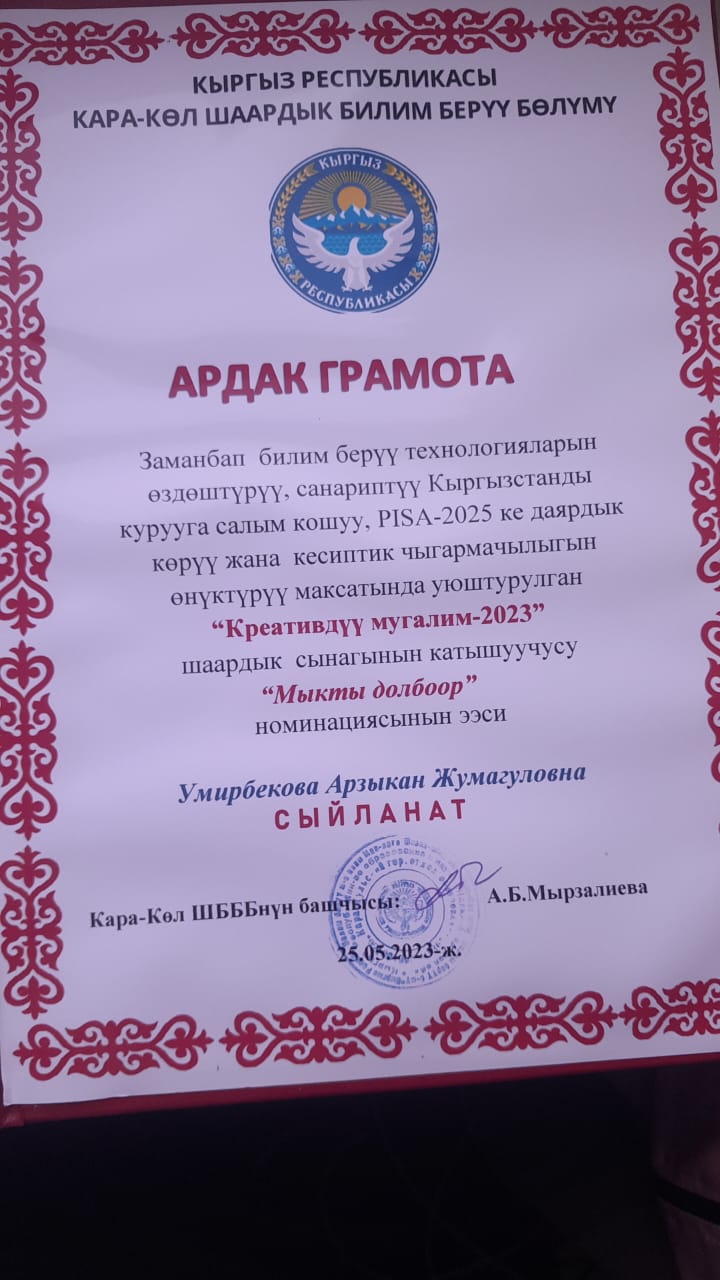 КЫРГЫЗ РЕСПУБЛИКАСЫ
КАРА-КӨЛ ШААРДЫК БИЛИМ БЕРҮҮ БӨЛҮМҮ
КЫРГЫЗ
РЕСПУБЛИКАСЫ
АРДАК ГРАМОТА
Заманбап билим берүү технологияларын
өздөштүрүү, санариптүү Кыргызстанды
курууга салым кошуу, PISA-2025 ке даярдык
көрүү жана кесиптик чыгармачылыгын
өнүктүрүү максатында уюштурулган
“Креативдүү мугалим-2023”
шаардык сынагынын катышуучусу
“Мыкты долбоор”
номинациясынын ээси
Умирбекова Арзыкан Жумагуловна
СЫЙЛАНАТ
Кара-Көл ШБББнүн башчысы: А.Б.Мырзалиева
25.05.2023-ж.